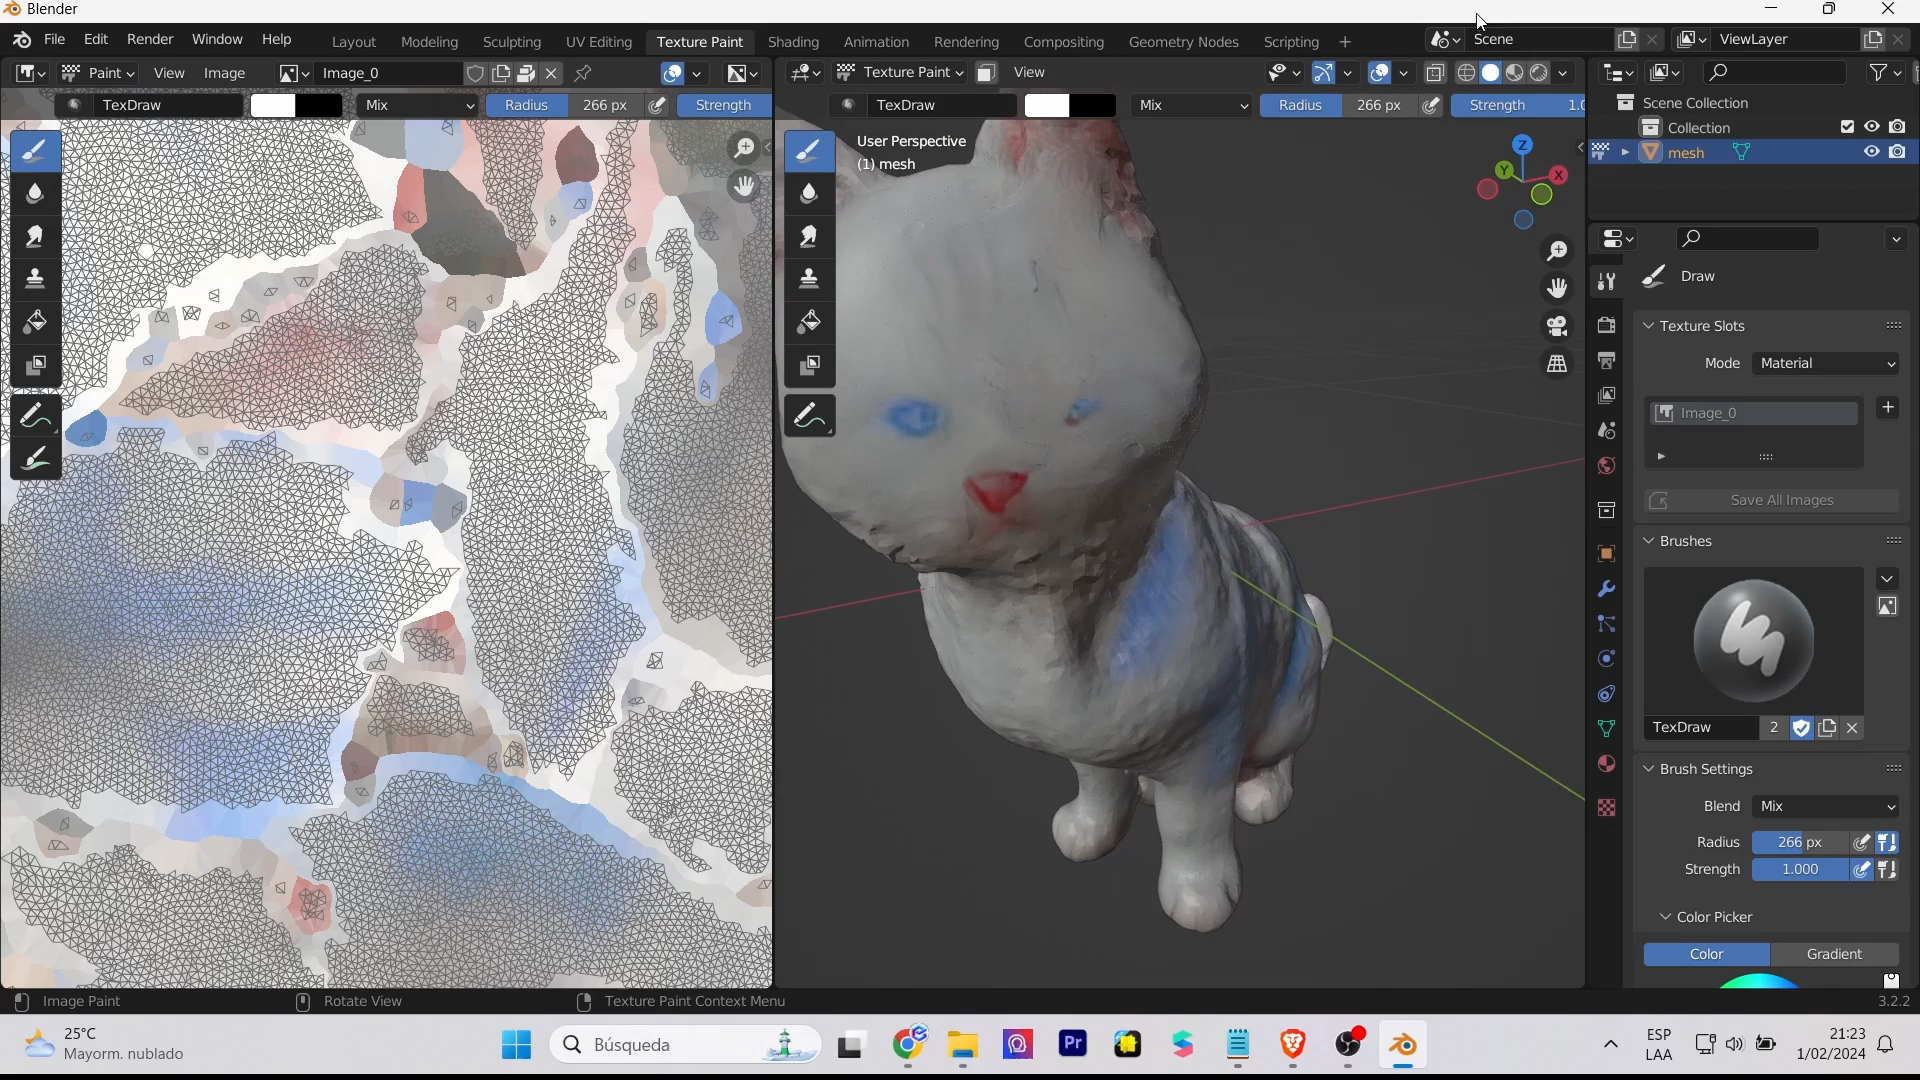 Blender
File Edit Render Window Help Layout Modeling Sculpting UV Editing Texture Paint Shading Animation Rendering Compositing Geometry Nodes Scripting + Scene ViewLayer
Paint View Image Image_0 Texture Paint View
TexDraw Mix Radius 266 px Strength TexDraw Mix Radius 266 px Strength 1.0
Scene Collection
Collection
mesh
User Perspective
(1) mesh
Z
Y
X
Draw
Texture Slots
Mode Material
Image_0
Save All Images
Brushes
TexDraw 2
Brush Settings
Blend Mix
Radius 266 px
Strength 1.000
Color Picker
Color Gradient
Image Paint Rotate View Texture Paint Context Menu 3.2.2
25°C
Mayorm. nublado
Búsqueda
Pr
ESP
LAA
21:23
1/02/2024